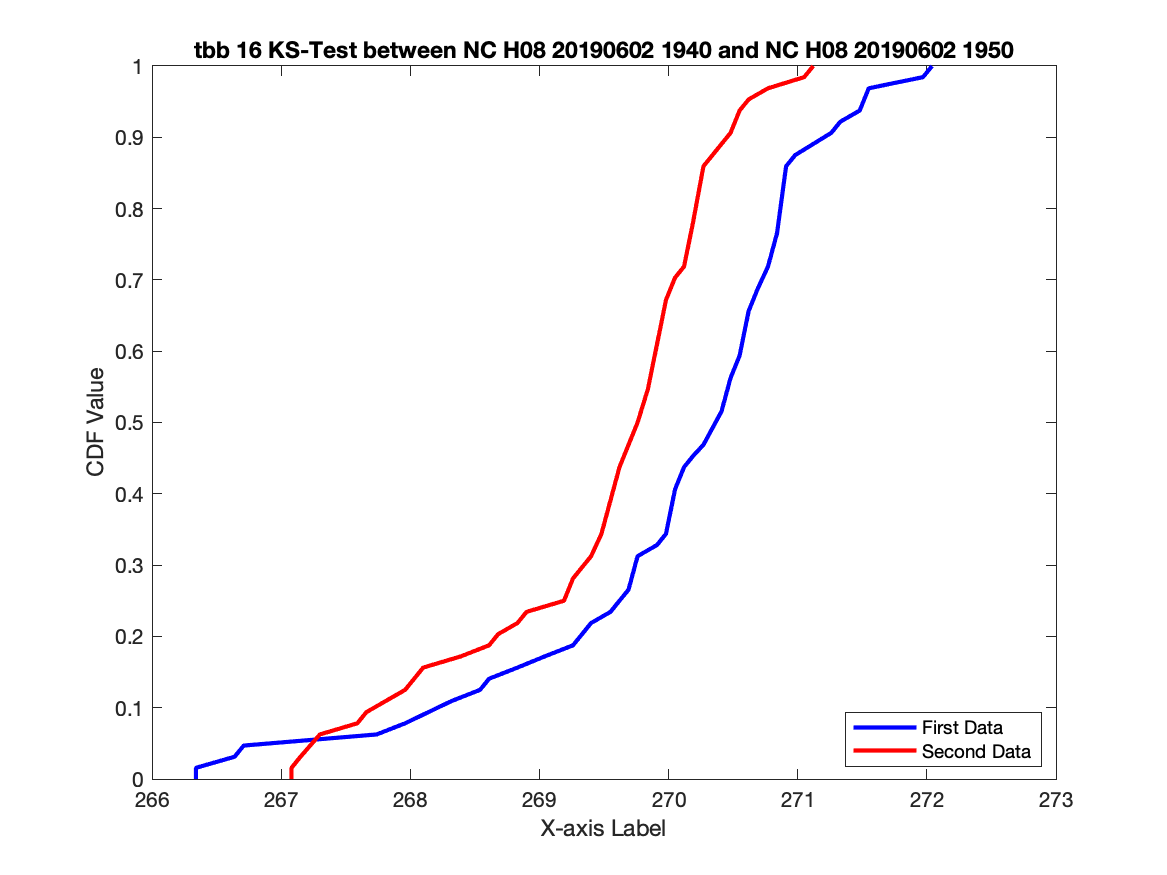 tbb 16 KS-Test between NC H08 20190602 1940 and NC H08 20190602 1950
1
0.9
0.8
0.7
0.6
0.5
0.4
0.3
0.2
0.1
0
CDF Value
First Data
Second Data
266 267 268 269 270 271 272 273
X-axis Label